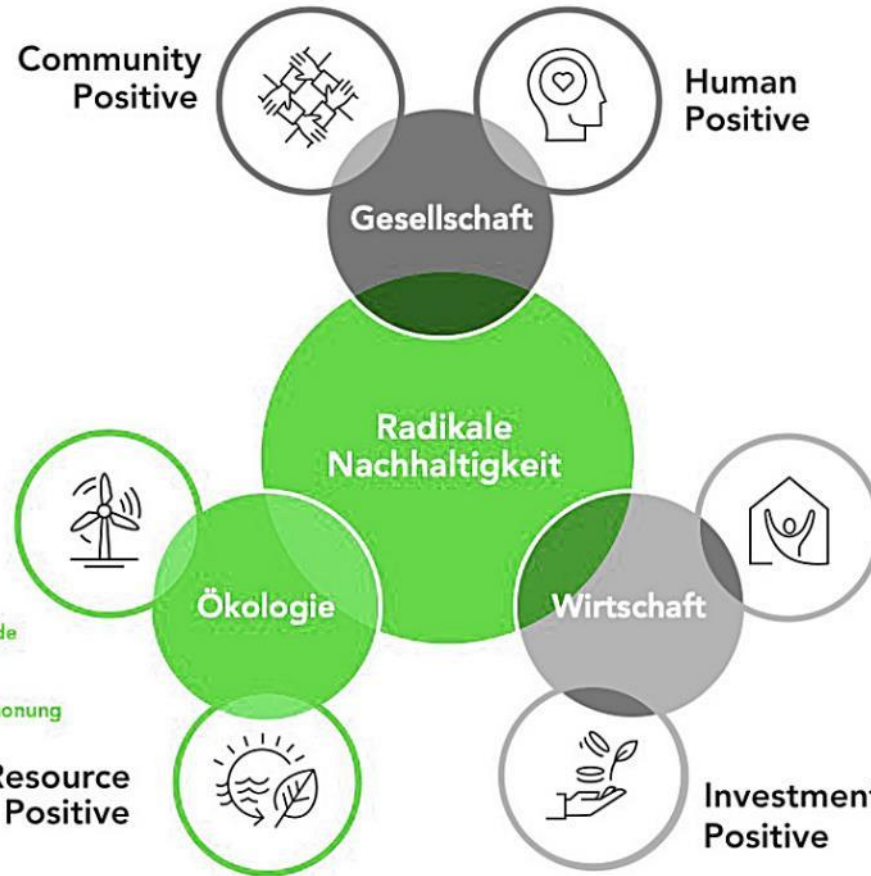 Community
Positive
Human
Positive
Gesellschaft
Radikale
Nachhaltigkeit
Ökologie
Wirtschaft
Resource
Positive
Investment
Positive